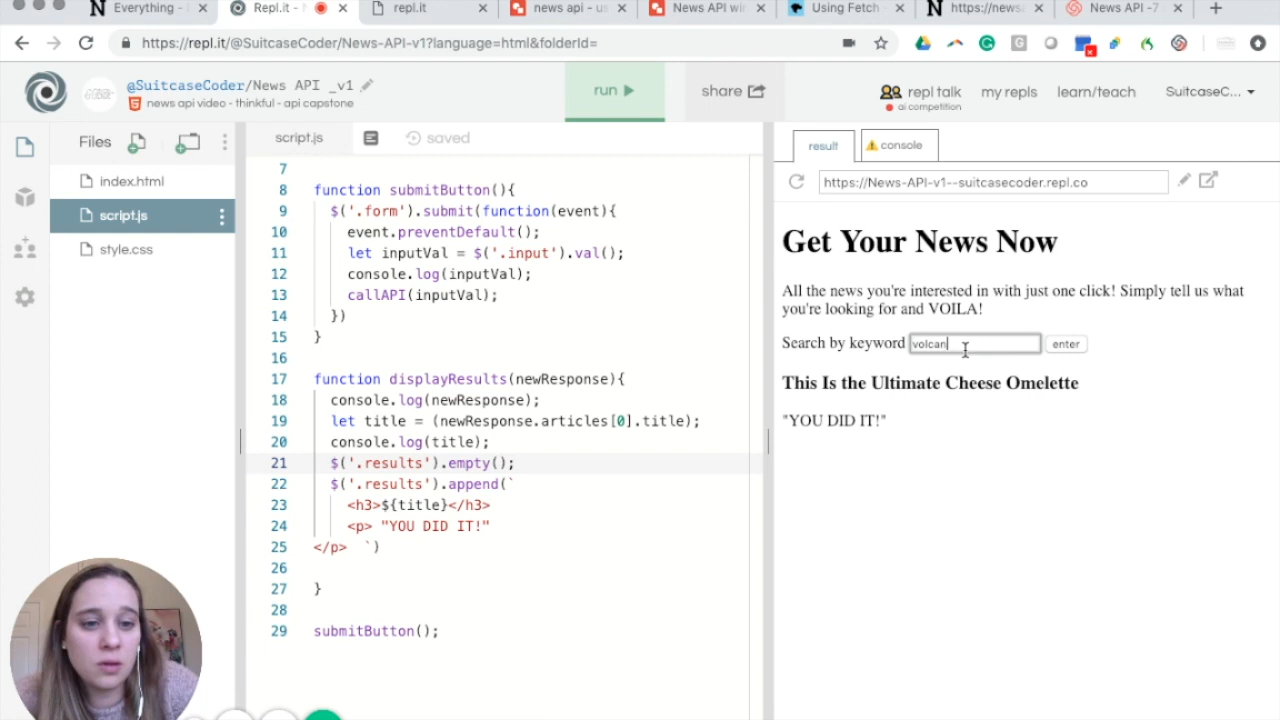 Everything - 
Repl.it -
repl.it
news api - us
News API wi
Using Fetch -
https://newsa
News API -7
https://repl.it/@SuitcaseCoder/News-API-v1?language=html&folderId=
@SuitcaseCoder/News API _v1
news api video - thinkful - api capstone
run
share
repl talk
ai competition
my repls
learn/teach
SuitcaseC...
Files
index.html
script.js
style.css
script.js
saved
7
8 function submitButton(){
9 $('.form').submit(function(event){
10 event.preventDefault();
11 let inputVal = $('.input').val();
12 console.log(inputVal);
13 callAPI(inputVal);
14 })
15 }
16
17 function displayResults(newResponse){
18 console.log(newResponse);
19 let title = (newResponse.articles[0].title);
20 console.log(title);
21 $('.results').empty();
22 $('.results').append(`
23 <h3>${title}</h3>
24 <p> "YOU DID IT!"
25 </p> `)
26
27 }
28
29 submitButton();
result
console
https://News-API-v1--suitcasecoder.repl.co
Get Your News Now
All the news you're interested in with just one click! Simply tell us what
you're looking for and VOILA!
Search by keyword volcan enter
This Is the Ultimate Cheese Omelette
"YOU DID IT!"